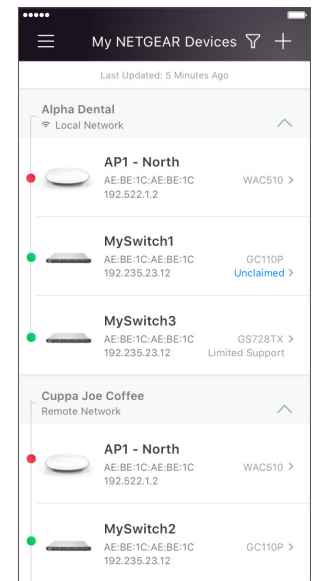 My NETGEAR Devices
Last Updated: 5 Minutes Ago
Alpha Dental
Local Network
AP1 - North
AE:BE:1C:AE:BE:1C
WAC510
192.522.1.2
MySwitch1
AE:BE:1C:AE:BE:1C
GC110P
192.235.23.12
Unclaimed
MySwitch3
AE:BE:1C:AE:BE:1C
GS728TX
192.235.23.12
Limited Support
Cuppa Joe Coffee
Remote Network
AP1 - North
AE:BE:1C:AE:BE:1C
WAC510
192.522.1.2
MySwitch2
AE:BE:1C:AE:BE:1C
GC110P
192.235.23.12